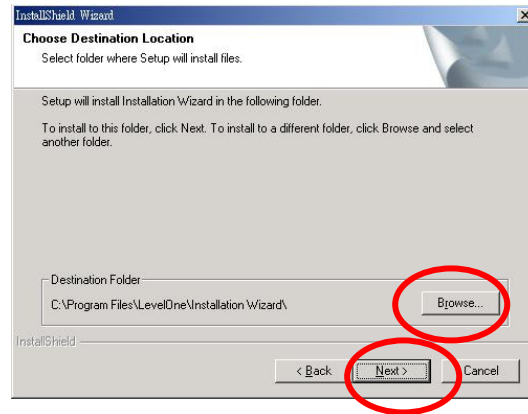 InstallShield Wizard
Choose Destination Location
Select folder where Setup will install files.
Setup will install Installation Wizard in the following folder.
To install to this folder, click Next. To install to a different folder, click Browse and select
another folder.
Destination Folder
C:\Program Files\LevelOne\Installation Wizard\
Browse...
InstallShield
< Back
Next >
Cancel